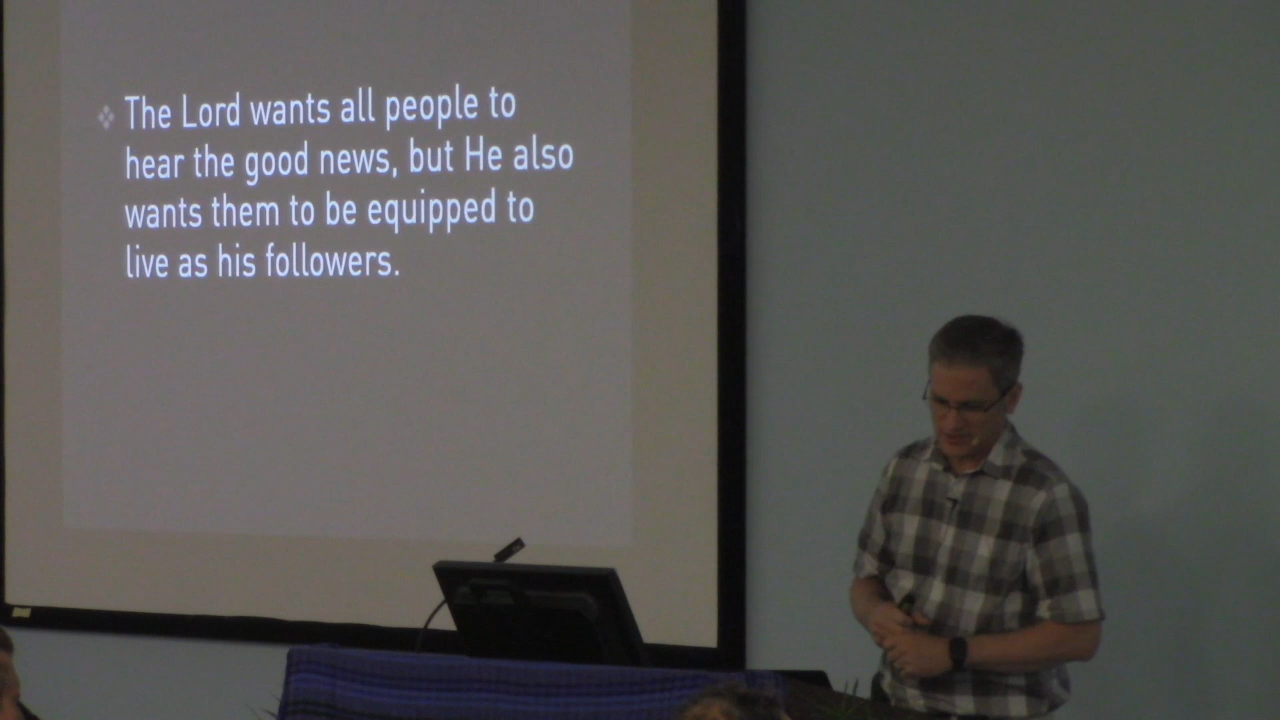 The Lord wants all people to
hear the good news, but He also
wants them to be equipped to
live as his followers.